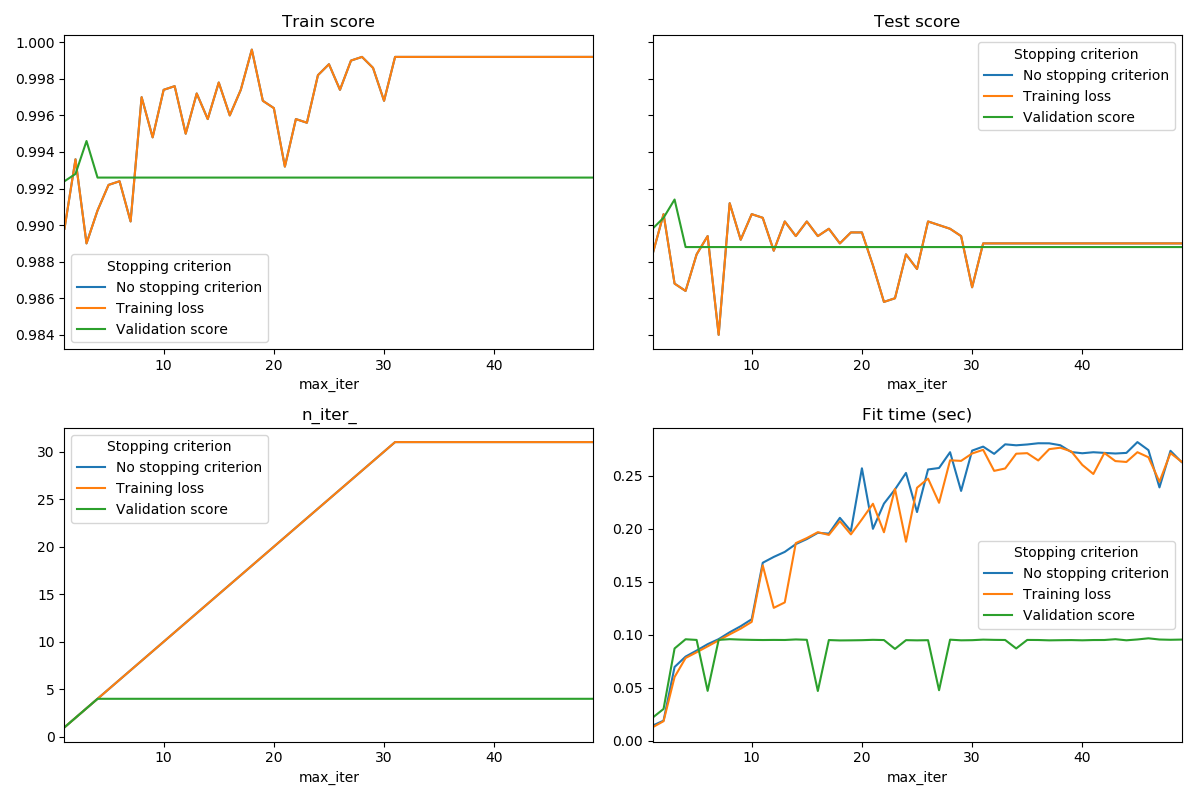 Train score
1.000
0.998
0.996
0.994
0.992
0.990
0.988
0.986
0.984
Stopping criterion
No stopping criterion
Training loss
Validation score
10
20
30
40
max_iter
Test score
Stopping criterion
No stopping criterion
Training loss
Validation score
10
20
30
40
max_iter
n_iter_
30
25
20
15
10
5
0
Stopping criterion
No stopping criterion
Training loss
Validation score
10
20
30
40
max_iter
Fit time (sec)
0.25
0.20
0.15
0.10
0.05
0.00
Stopping criterion
No stopping criterion
Training loss
Validation score
10
20
30
40
max_iter